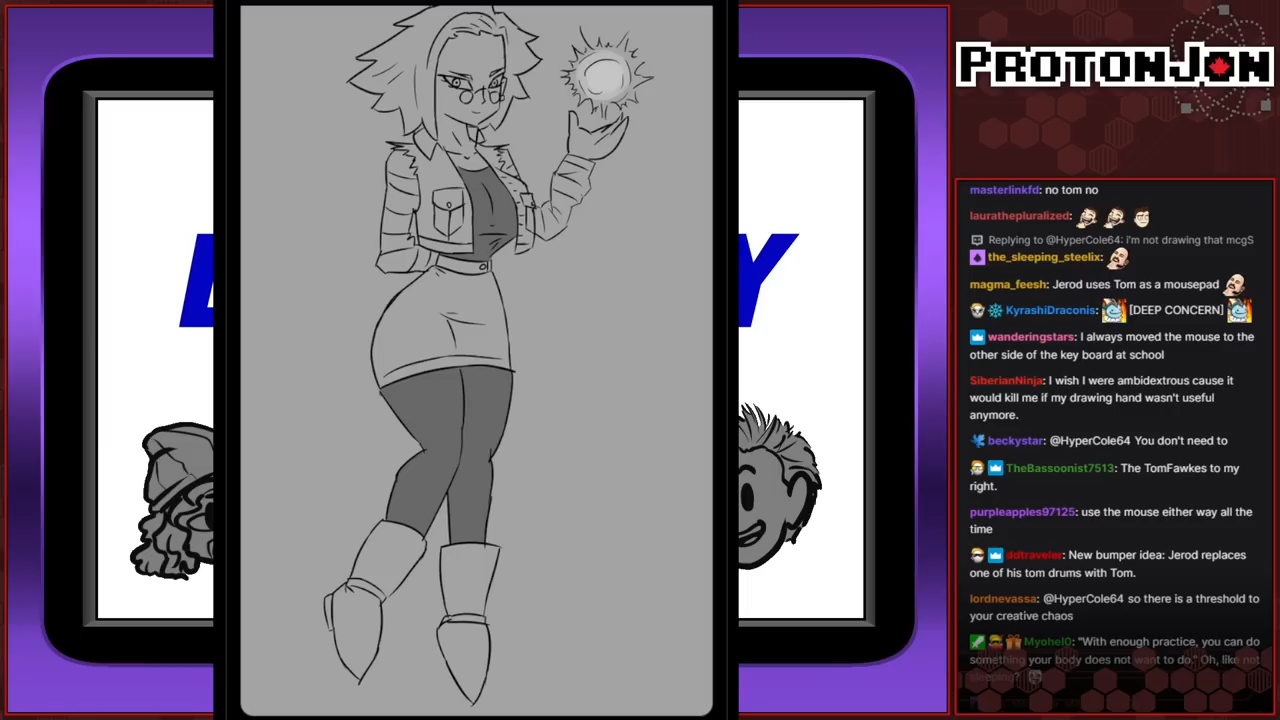 PROTONJON
masterlinkfd: no tom no
laurathepluralized:
Replying to @HyperCole64: I'm not drawing that mcgS
the_sleeping_steelix:
magma_feesh: Jerod uses Tom as a mousepad
KyrashiDraconis: [DEEP CONCERN]
wanderingstars: I always moved the mouse to the
other side of the key board at school
SiberianNinja: I wish I were ambidextrous cause it
would kill me if my drawing hand wasn't useful
anymore.
beckystar: @HyperCole64 You don't need to
TheBassoonist7513: The TomFawkes to my
right.
purpleapples97125: use the mouse either way all the
time
ddtraveler: New bumper idea: Jerod replaces
one of his tom drums with Tom.
lordnevassa: @HyperCole64 so there is a threshold to
your creative chaos
Myohel0: "With enough practice, you can do
something your body does not want to do." Oh, like not
sleeping?
Y